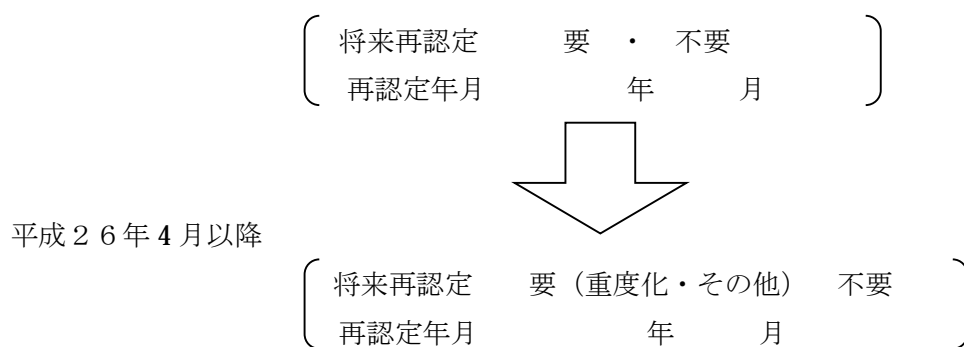 将来再認定 要 ・ 不要
再認定年月 年 月
平成２６年4月以降
将来再認定 要（重度化・その他） 不要
再認定年月 年 月